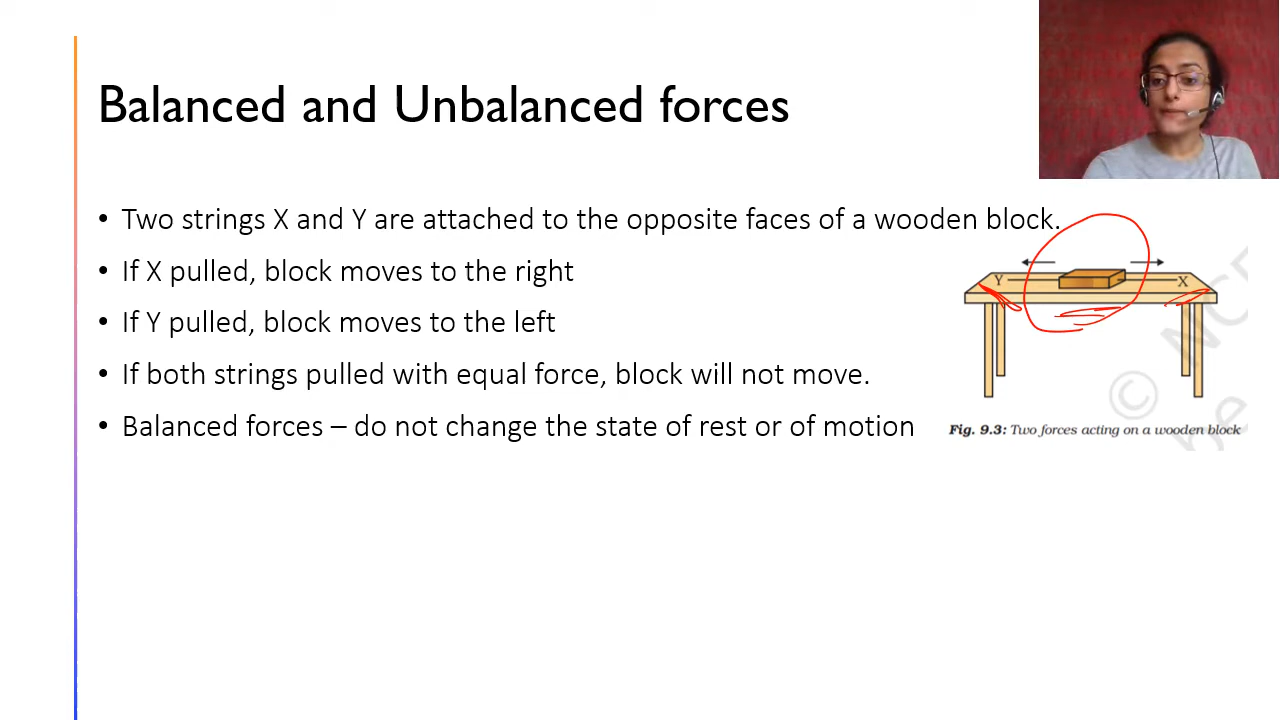 Balanced and Unbalanced forces
• Two strings X and Y are attached to the opposite faces of a wooden block.
• If X pulled, block moves to the right
• If Y pulled, block moves to the left
• If both strings pulled with equal force, block will not move.
• Balanced forces – do not change the state of rest or of motion
Y X
© NCE
be
Fig. 9.3: Two forces acting on a wooden block